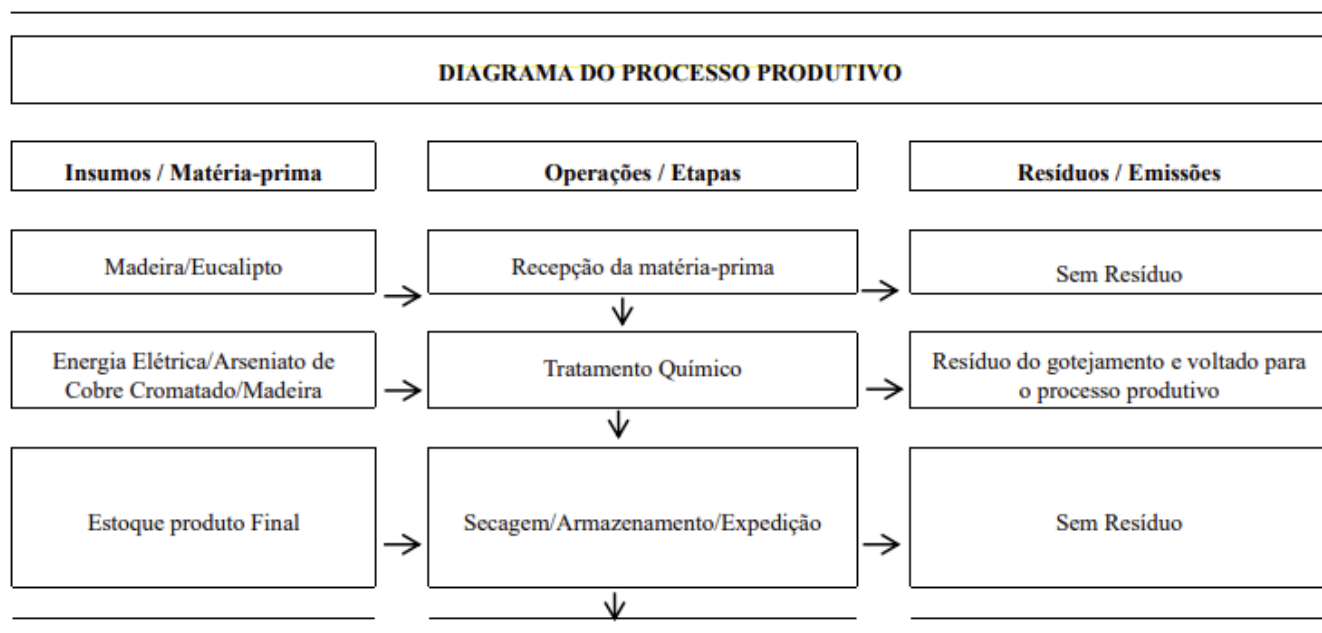 DIAGRAMA DO PROCESSO PRODUTIVO
Insumos / Matéria-prima
Operações / Etapas
Resíduos / Emissões
Madeira/Eucalipto
Recepção da matéria-prima
Sem Resíduo
Energia Elétrica/Arseniato de
Cobre Cromatado/Madeira
Tratamento Químico
Resíduo do gotejamento e voltado para
o processo produtivo
Estoque produto Final
Secagem/Armazenamento/Expedição
Sem Resíduo